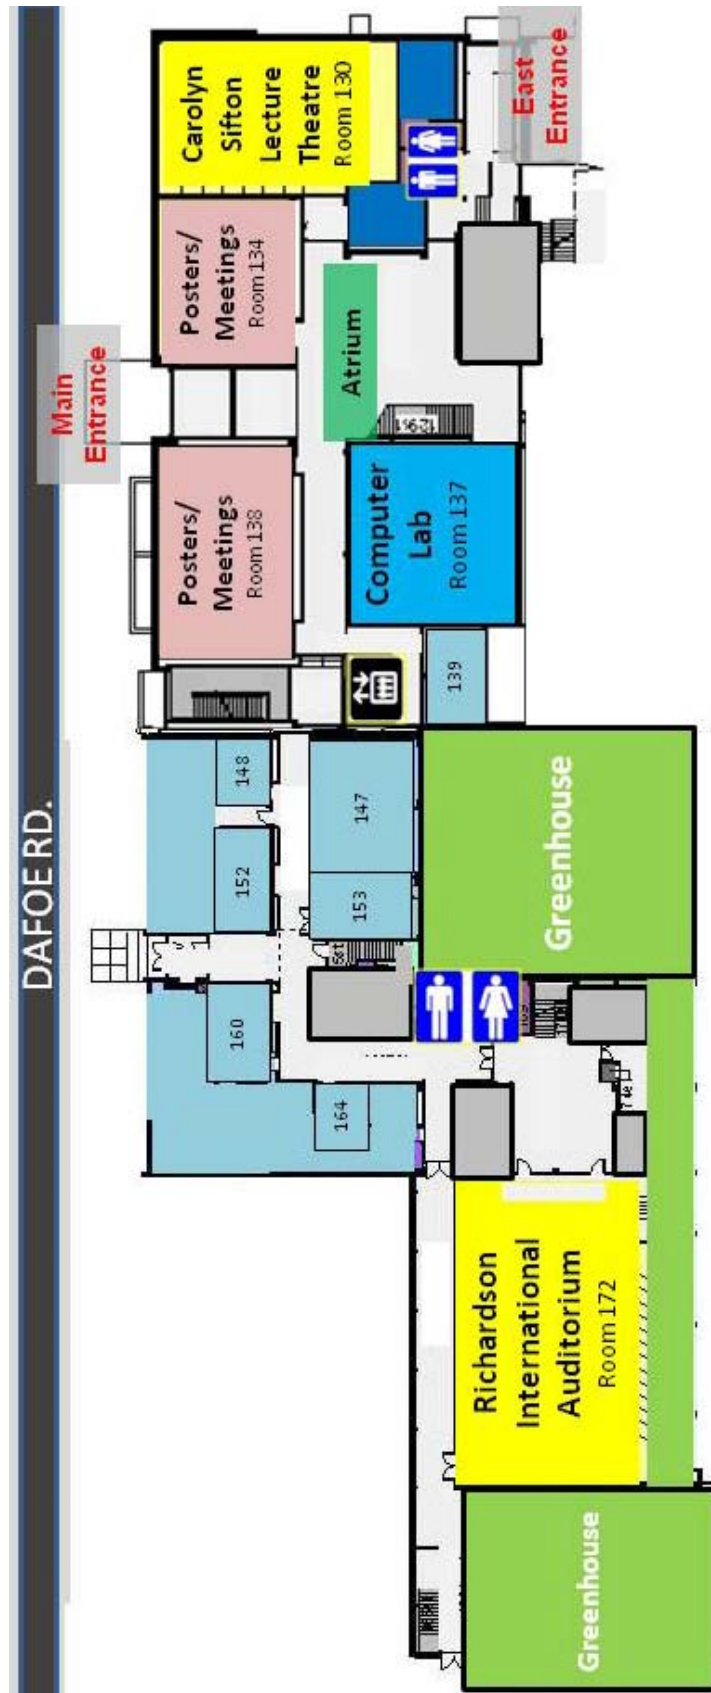 DAFOE RD.
Main
Entrance
East
Entrance
Carolyn
Sifton
Lecture
Theatre
Room 130
Posters/
Meetings
Room 134
Atrium
Posters/
Meetings
Room 138
Computer
Lab
Room 137
139
148
147
152
153
160
164
Greenhouse
Richardson
International
Auditorium
Room 172
Greenhouse